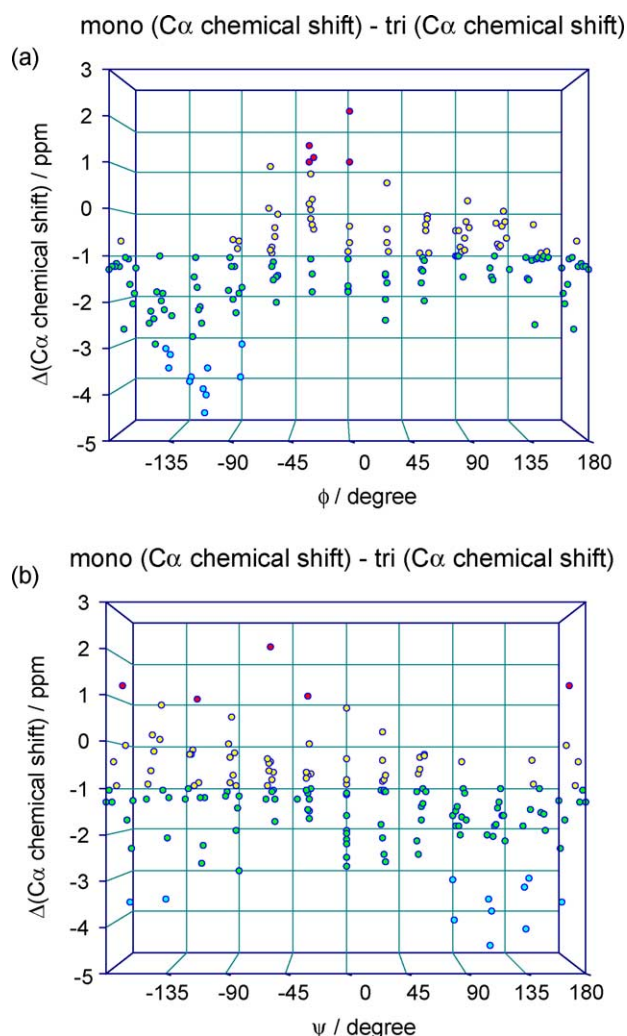 mono (Cα chemical shift) - tri (Cα chemical shift)
(a)
3
2
1
0
-1
-2
-3
-4
-5
Δ(Cα chemical shift) / ppm
-135 -90 -45 0 45 90 135 180
ϕ / degree
mono (Cα chemical shift) - tri (Cα chemical shift)
(b)
3
2
1
0
-1
-2
-3
-4
-5
Δ(Cα chemical shift) / ppm
-135 -90 -45 0 45 90 135 180
ψ / degree